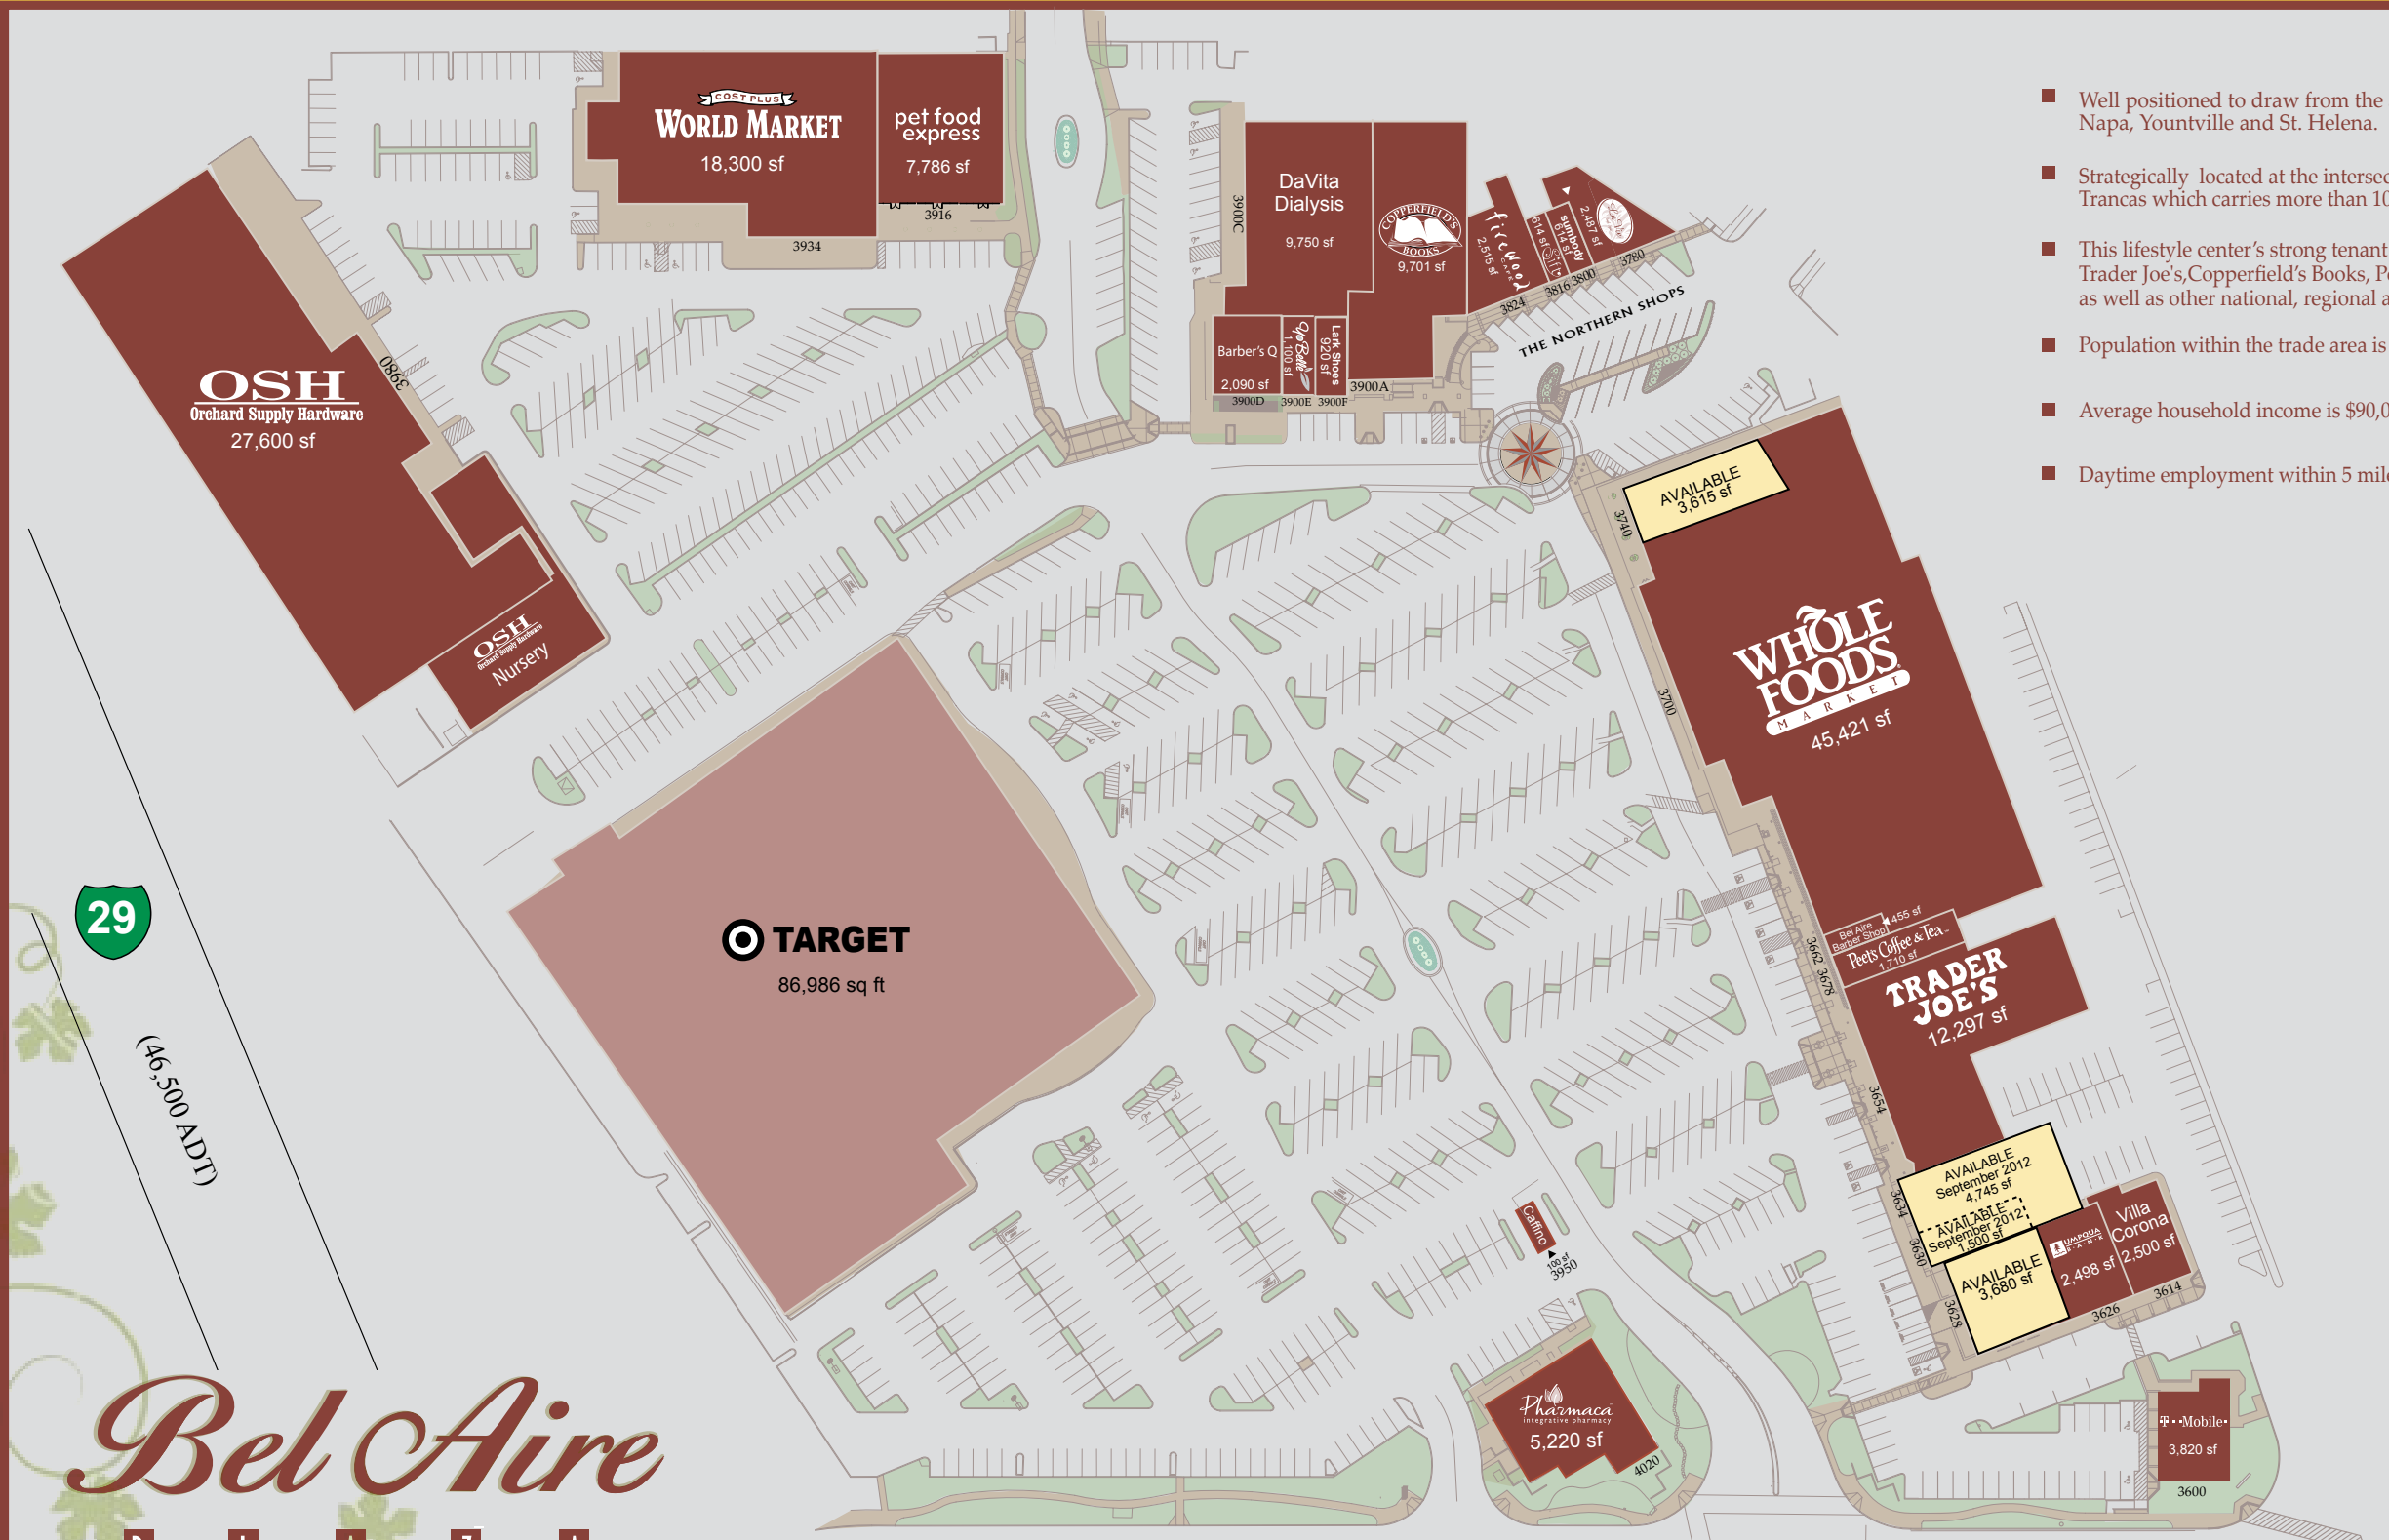 COST PLUS
WORLD MARKET
18,300 sf
pet food
express
7,786 sf
3916
3934
OSH
Orchard Supply Hardware
27,600 sf
3980
OSH
Orchard Supply Hardware
Nursery
DaVita
Dialysis
9,750 sf
3900C
COPPERFIELD'S
BOOKS
9,701 sf
Barber's Q
2,090 sf
3900D
1,100 sf
3900E
Lark Shoes
920 sf
3900F
3900A
firewood
CAFE
2,515 sf
3824
614 sf
3816
sumbody
614 sf
3800
2,487 sf
3780
THE NORTHERN SHOPS
Well positioned to draw from the
Napa, Yountville and St. Helena.
Strategically located at the intersec
Trancas which carries more than 10
This lifestyle center's strong tenant
Trader Joe's,Copperfield's Books, Pe
as well as other national, regional a
Population within the trade area is
Average household income is $90,0
Daytime employment within 5 mile
AVAILABLE
3,615 sf
3740
WHOLE
FOODS
MARKET
45,421 sf
3700
Bel Aire
Barber Shop
455 sf
Peet's Coffee & Tea
1,710 sf
3662
3678
TRADER
JOE'S
12,297 sf
3654
AVAILABLE
September 2012
4,745 sf
3634
AVAILABLE
September 2012
1,500 sf
3630
AVAILABLE
3,680 sf
3628
UMPQUA
BANK
2,498 sf
3626
Villa
Corona
2,500 sf
3614
TARGET
86,986 sq ft
29
(46,500 ADT)
Caffino
100 sf
3950
Pharmaca
integrative pharmacy
5,220 sf
4020
T-Mobile
3,820 sf
3600
Bel Aire